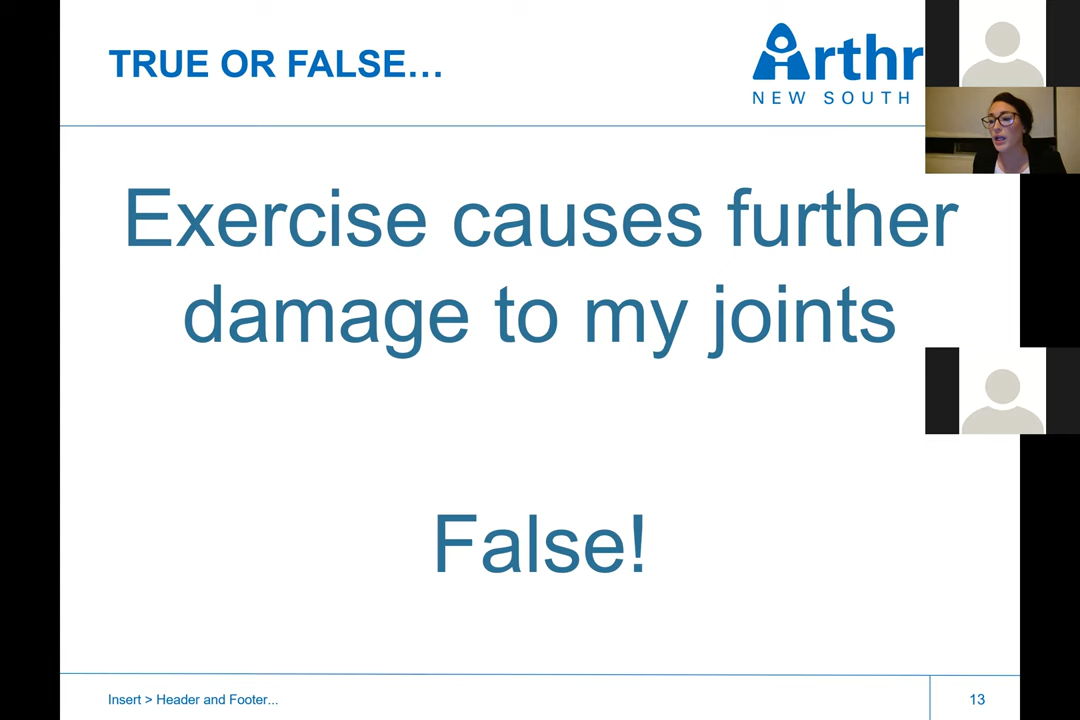 TRUE OR FALSE…
Arthr
NEW SOUTH
Exercise causes further
damage to my joints
False!
Insert > Header and Footer...
13